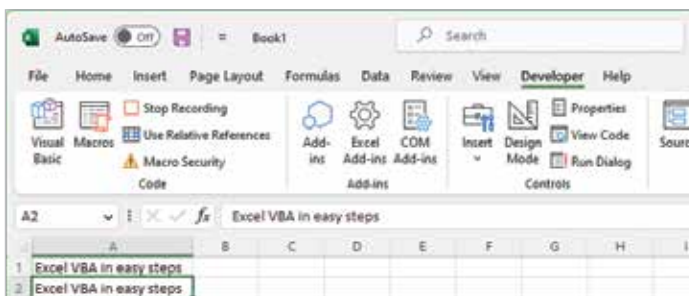 AutoSave Off Book1 Search
File Home Insert Page Layout Formulas Data Review View Developer Help
Visual Basic
Macros
Stop Recording
Use Relative References
Macro Security
Code
Add-ins
Excel Add-ins
COM Add-ins
Add-ins
Insert
Design Mode
Properties
View Code
Run Dialog
Controls
A2 fx Excel VBA in easy steps
A B C D E F G H
1 Excel VBA in easy steps
2 Excel VBA in easy steps